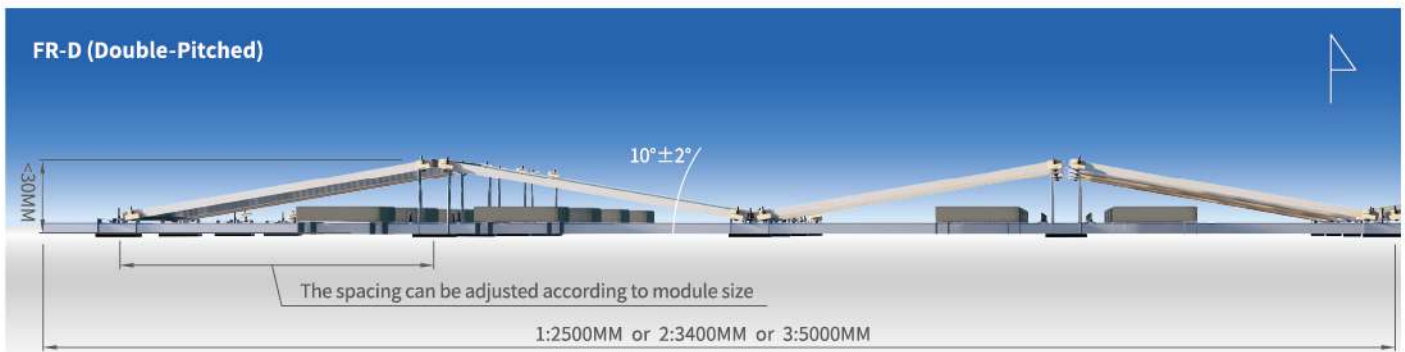 FR-D (Double-Pitched)
10°±2°
<30MM
The spacing can be adjusted according to module size
1:2500MM or 2:3400MM or 3:5000MM